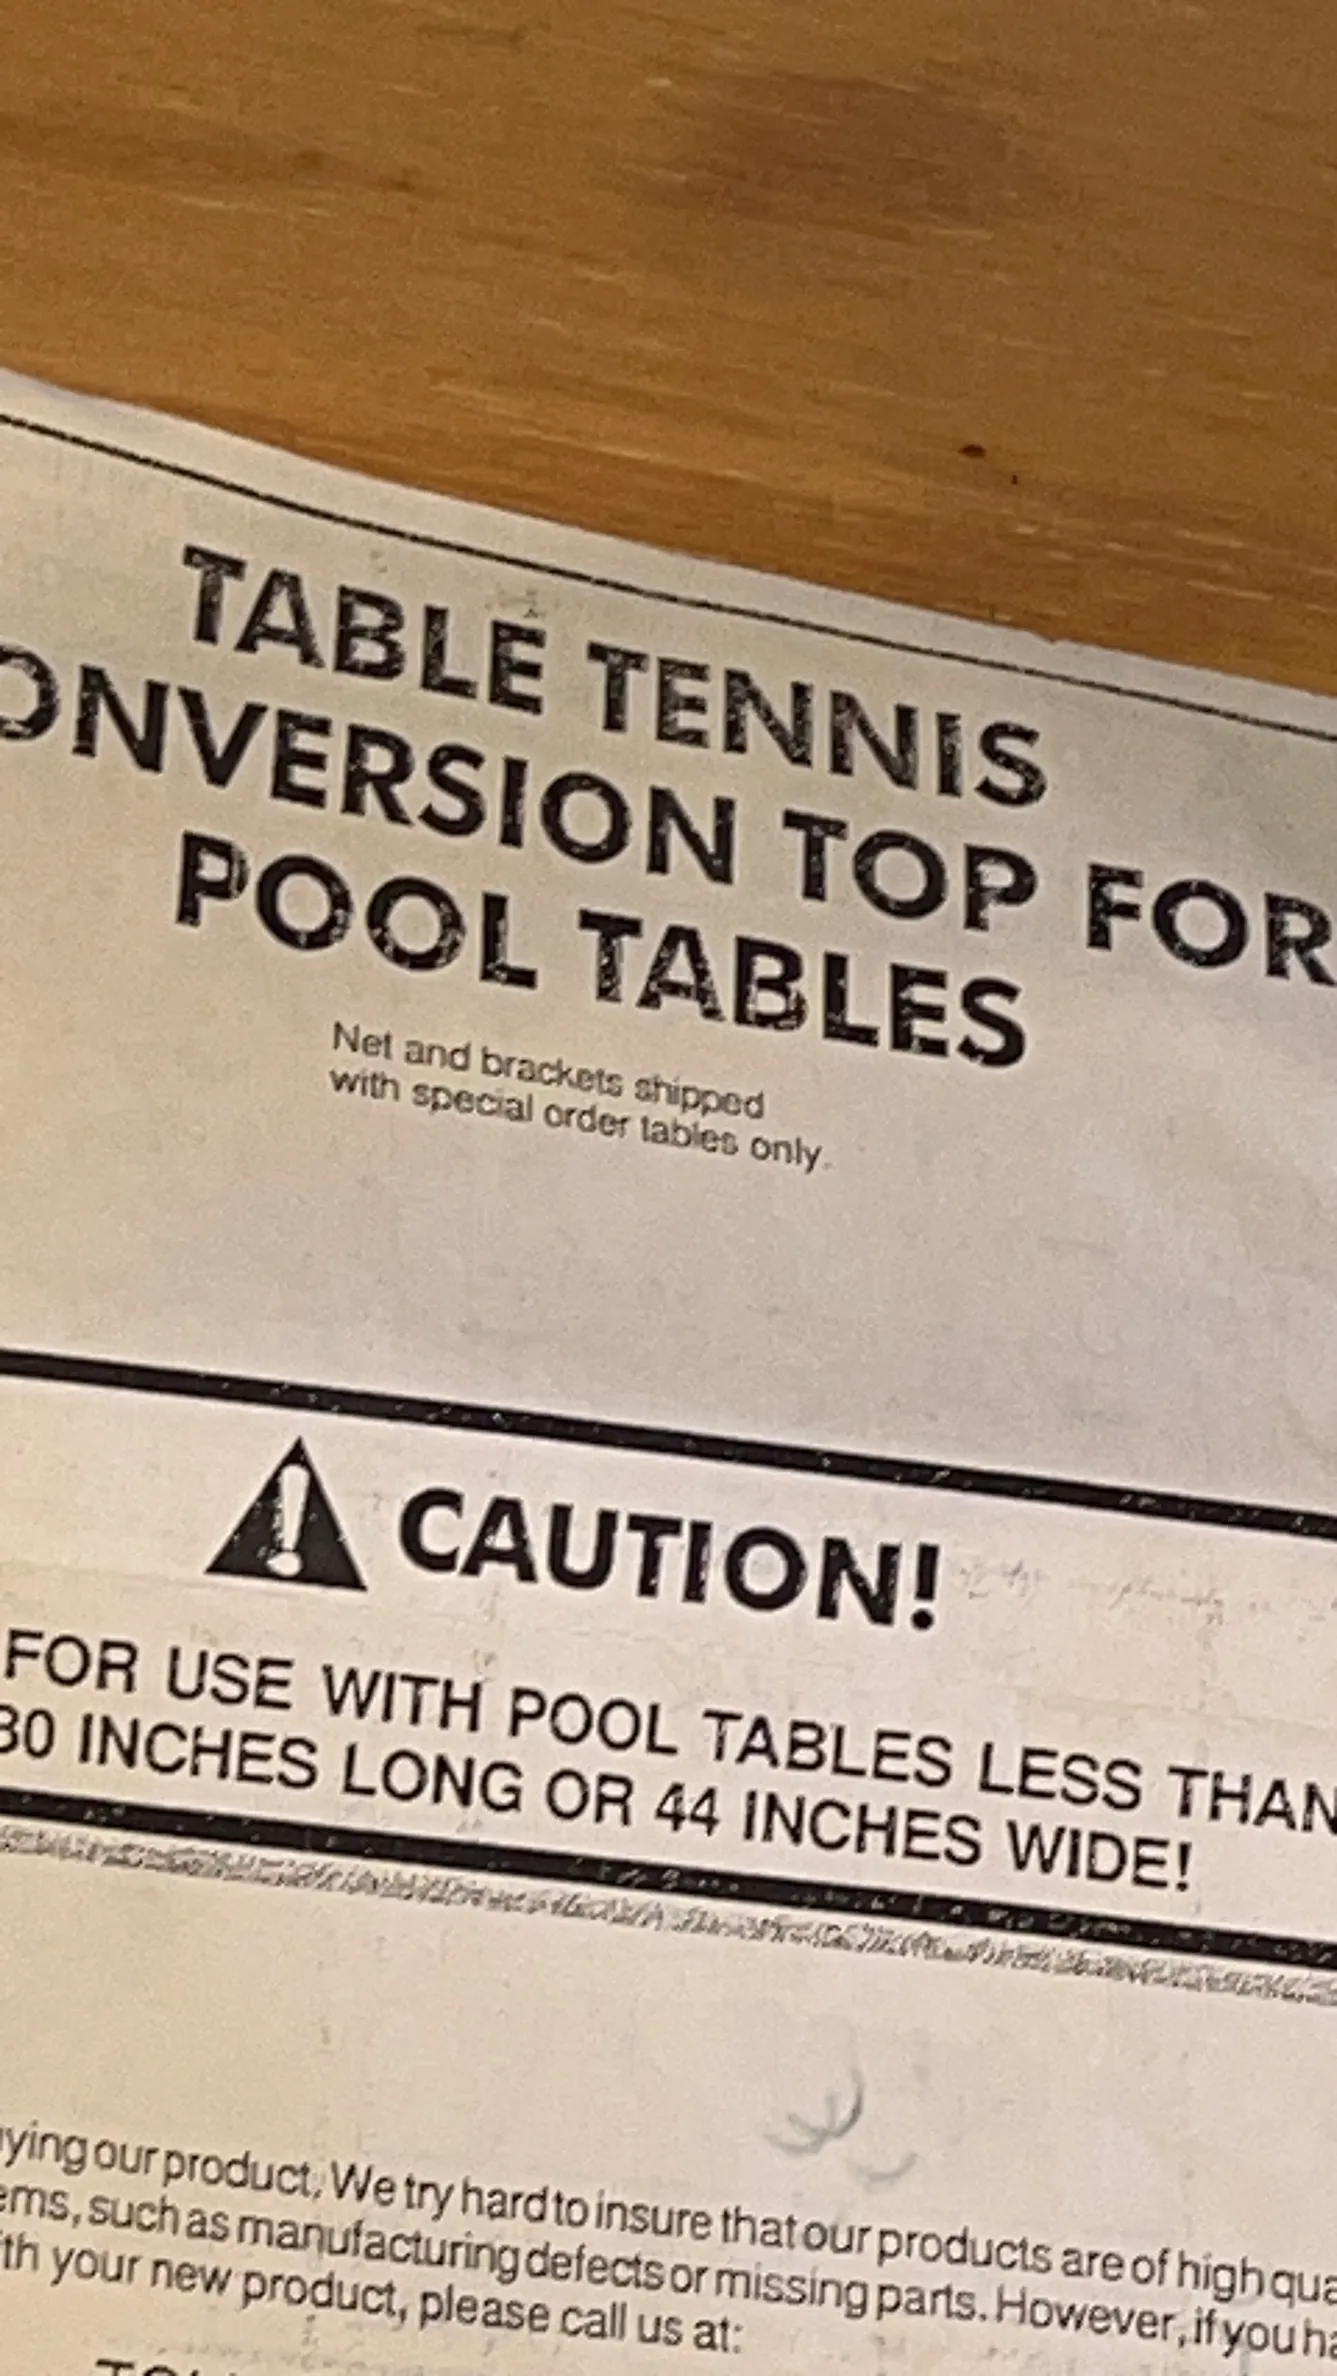 TABLE TENNIS
ONVERSION TOP FOR
POOL TABLES
Net and brackets shipped
with special order tables only.
CAUTION!
FOR USE WITH POOL TABLES LESS THAN
80 INCHES LONG OR 44 INCHES WIDE!
ying our product. We try hard to insure that our products are of high qua
ems, such as manufacturing defects or missing parts. However, if you ha
th your new product, please call us at: